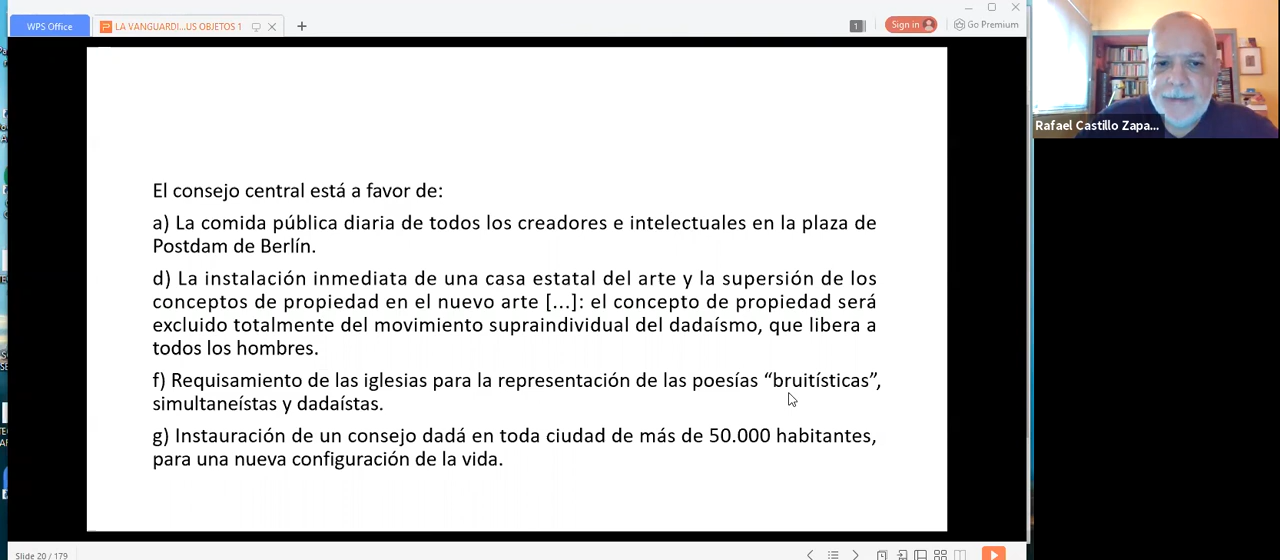 WPS Office
LA VANGUARDI...US OBJETOS 1
1
Sign in
Go Premium
Rafael Castillo Zapa...
El consejo central está a favor de:
a) La comida pública diaria de todos los creadores e intelectuales en la plaza de
Postdam de Berlín.
d) La instalación inmediata de una casa estatal del arte y la supersión de los
conceptos de propiedad en el nuevo arte [...]: el concepto de propiedad será
excluido totalmente del movimiento supraindividual del dadaísmo, que libera a
todos los hombres.
f) Requisamiento de las iglesias para la representación de las poesías “bruitísticas”,
simultaneístas y dadaístas.
g) Instauración de un consejo dadá en toda ciudad de más de 50.000 habitantes,
para una nueva configuración de la vida.
Slide 20 / 179